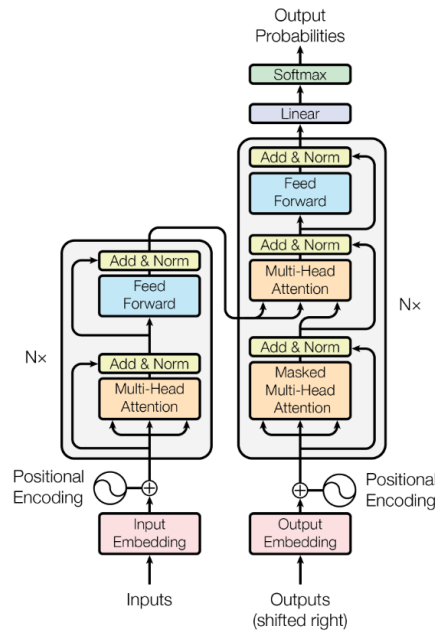 Output
Probabilities
Softmax
Linear
Add & Norm
Feed
Forward
Add & Norm
Multi-Head
Attention
Add & Norm
Masked
Multi-Head
Attention
Nx
Add & Norm
Feed
Forward
Add & Norm
Multi-Head
Attention
Nx
Positional
Encoding
Positional
Encoding
Input
Embedding
Output
Embedding
Inputs
Outputs
(shifted right)